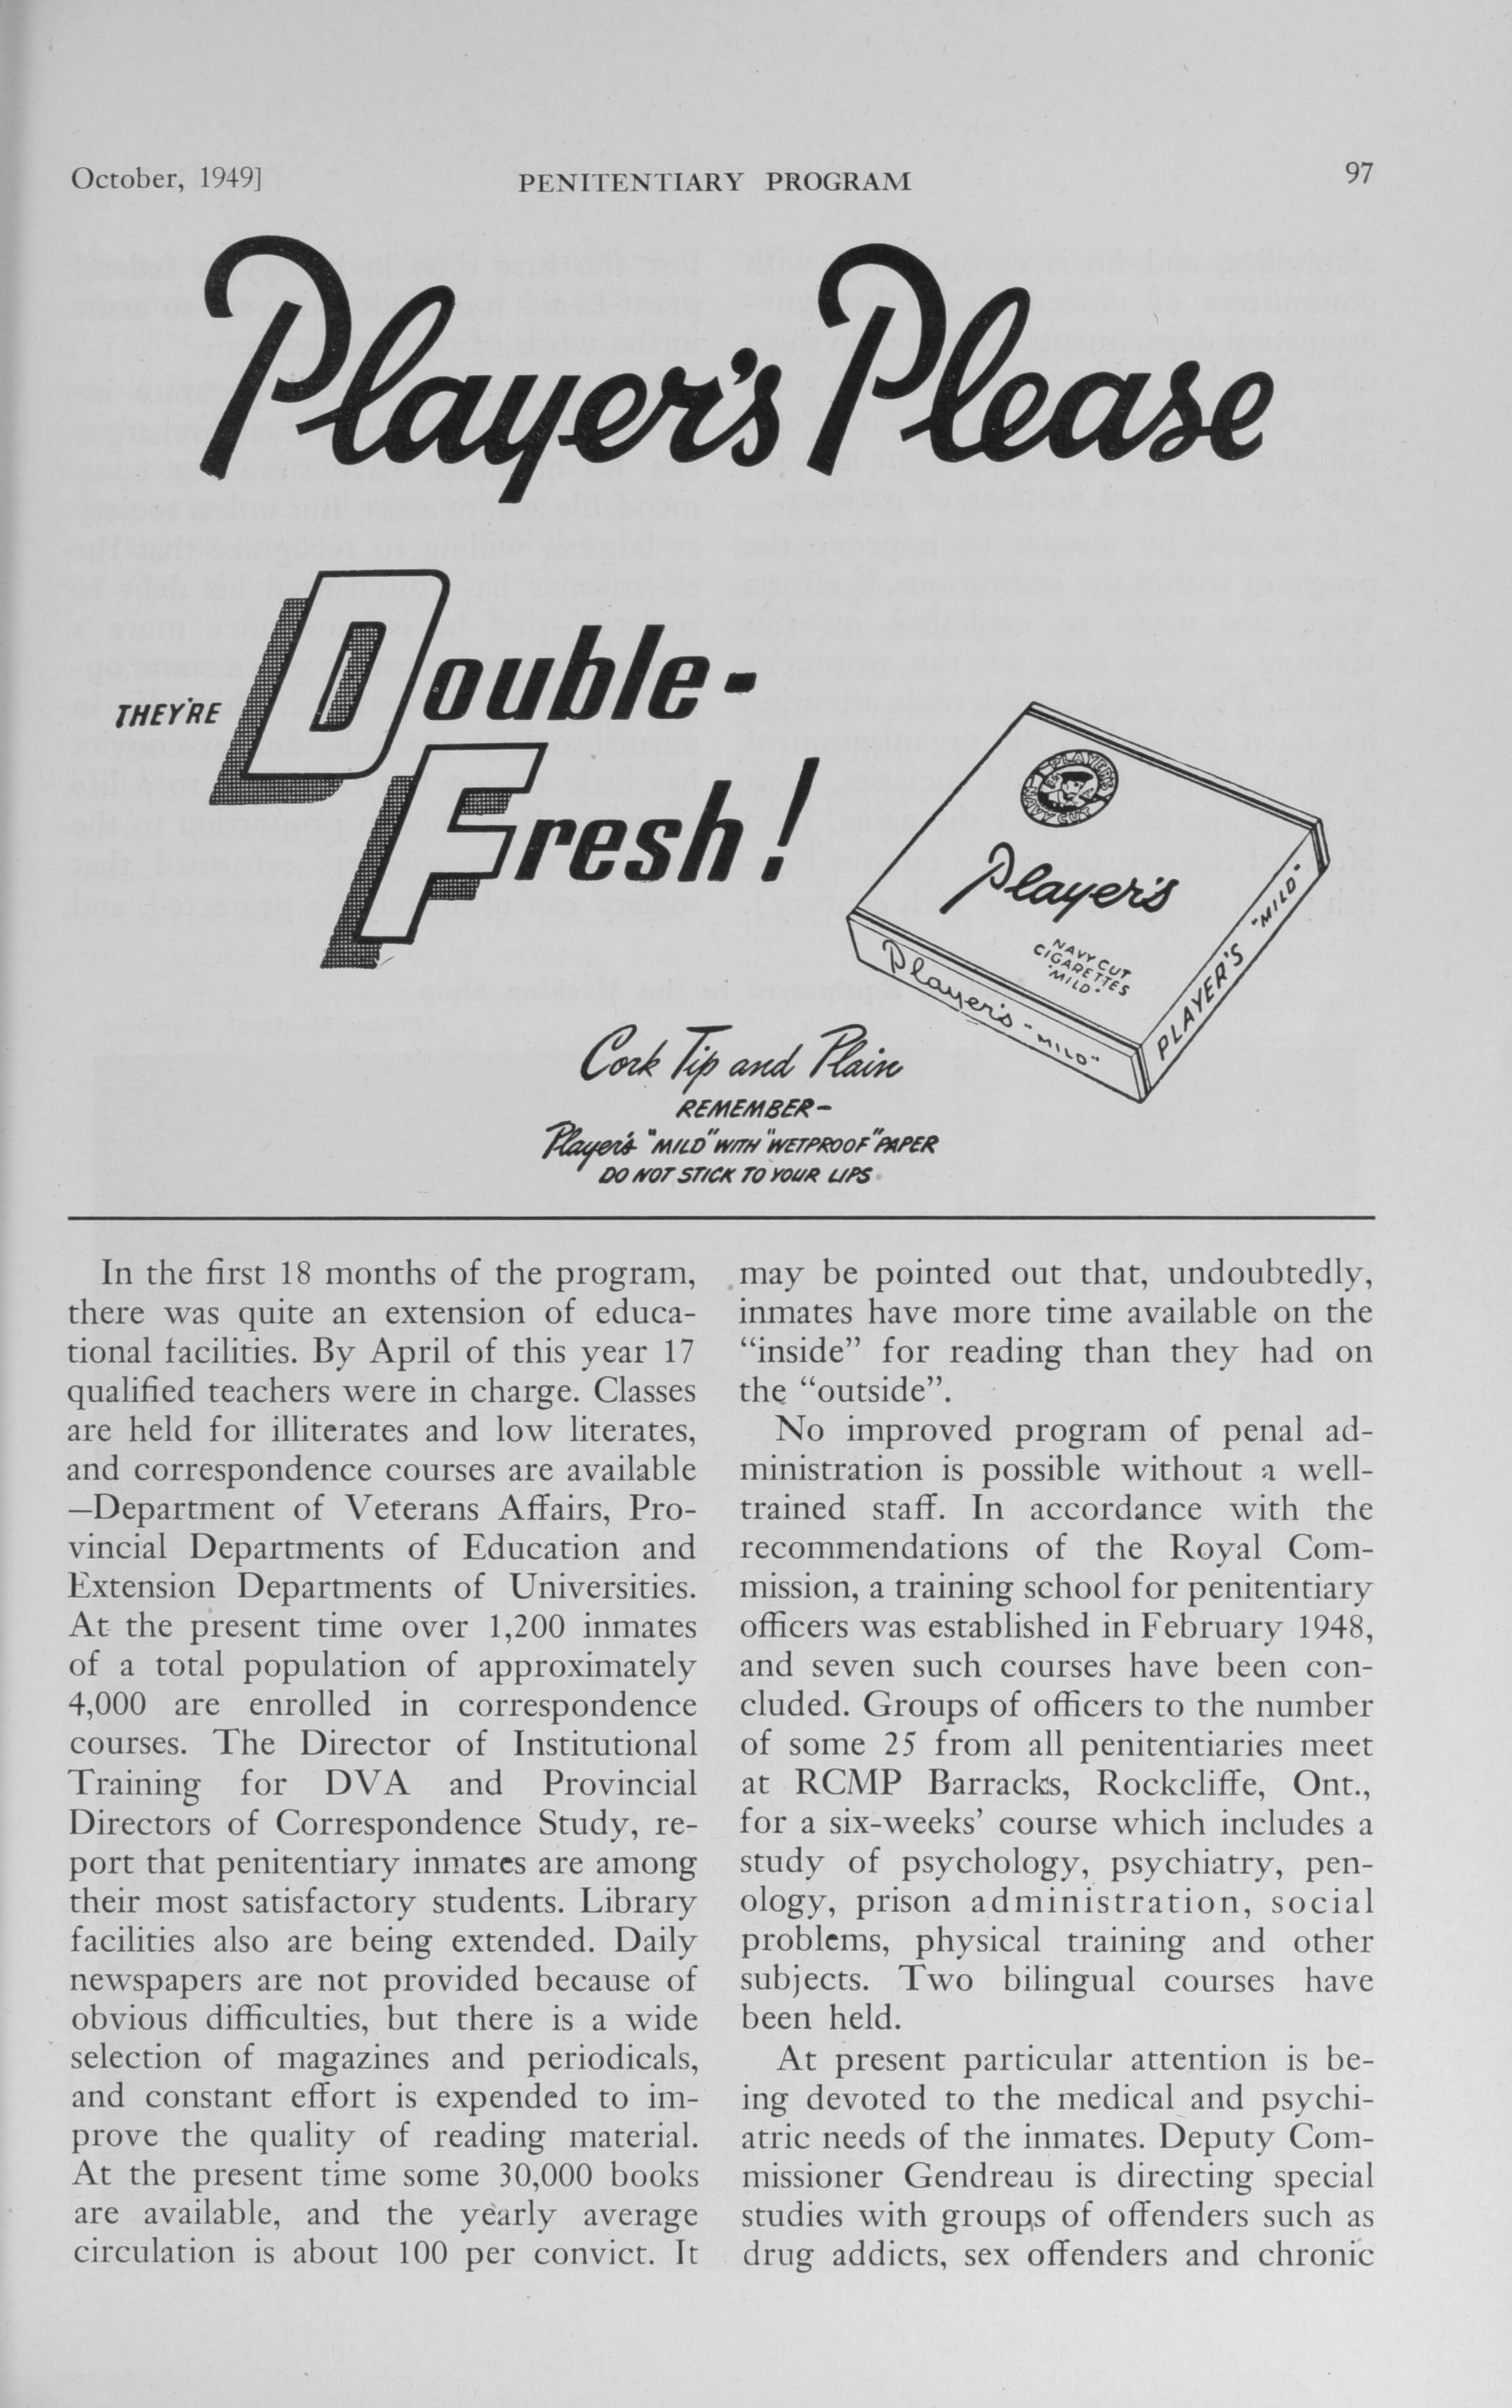 October, 1949]
PENITENTIARY PROGRAM
97
Player's Please
THEY'RE
Double-
Fresh!
PLAYER'S
NAVY CUT
Player's
NAVY CUT
CIGARETTES
"MILD"
Player's "MILD"
PLAYER'S "MILD"
Cork Tip and Plain
REMEMBER-
Player's "MILD" WITH "WETPROOF" PAPER
DO NOT STICK TO YOUR LIPS
In the first 18 months of the program,
there was quite an extension of educa-
tional facilities. By April of this year 17
qualified teachers were in charge. Classes
are held for illiterates and low literates,
and correspondence courses are available
—Department of Veterans Affairs, Pro-
vincial Departments of Education and
Extension Departments of Universities.
At the present time over 1,200 inmates
of a total population of approximately
4,000 are enrolled in correspondence
courses. The Director of Institutional
Training for DVA and Provincial
Directors of Correspondence Study, re-
port that penitentiary inmates are among
their most satisfactory students. Library
facilities also are being extended. Daily
newspapers are not provided because of
obvious difficulties, but there is a wide
selection of magazines and periodicals,
and constant effort is expended to im-
prove the quality of reading material.
At the present time some 30,000 books
are available, and the yearly average
circulation is about 100 per convict. It
may be pointed out that, undoubtedly,
inmates have more time available on the
"inside" for reading than they had on
the "outside".
No improved program of penal ad-
ministration is possible without a well-
trained staff. In accordance with the
recommendations of the Royal Com-
mission, a training school for penitentiary
officers was established in February 1948,
and seven such courses have been con-
cluded. Groups of officers to the number
of some 25 from all penitentiaries meet
at RCMP Barracks, Rockcliffe, Ont.,
for a six-weeks' course which includes a
study of psychology, psychiatry, pen-
ology, prison administration, social
problems, physical training and other
subjects. Two bilingual courses have
been held.
At present particular attention is be-
ing devoted to the medical and psychi-
atric needs of the inmates. Deputy Com-
missioner Gendreau is directing special
studies with groups of offenders such as
drug addicts, sex offenders and chronic